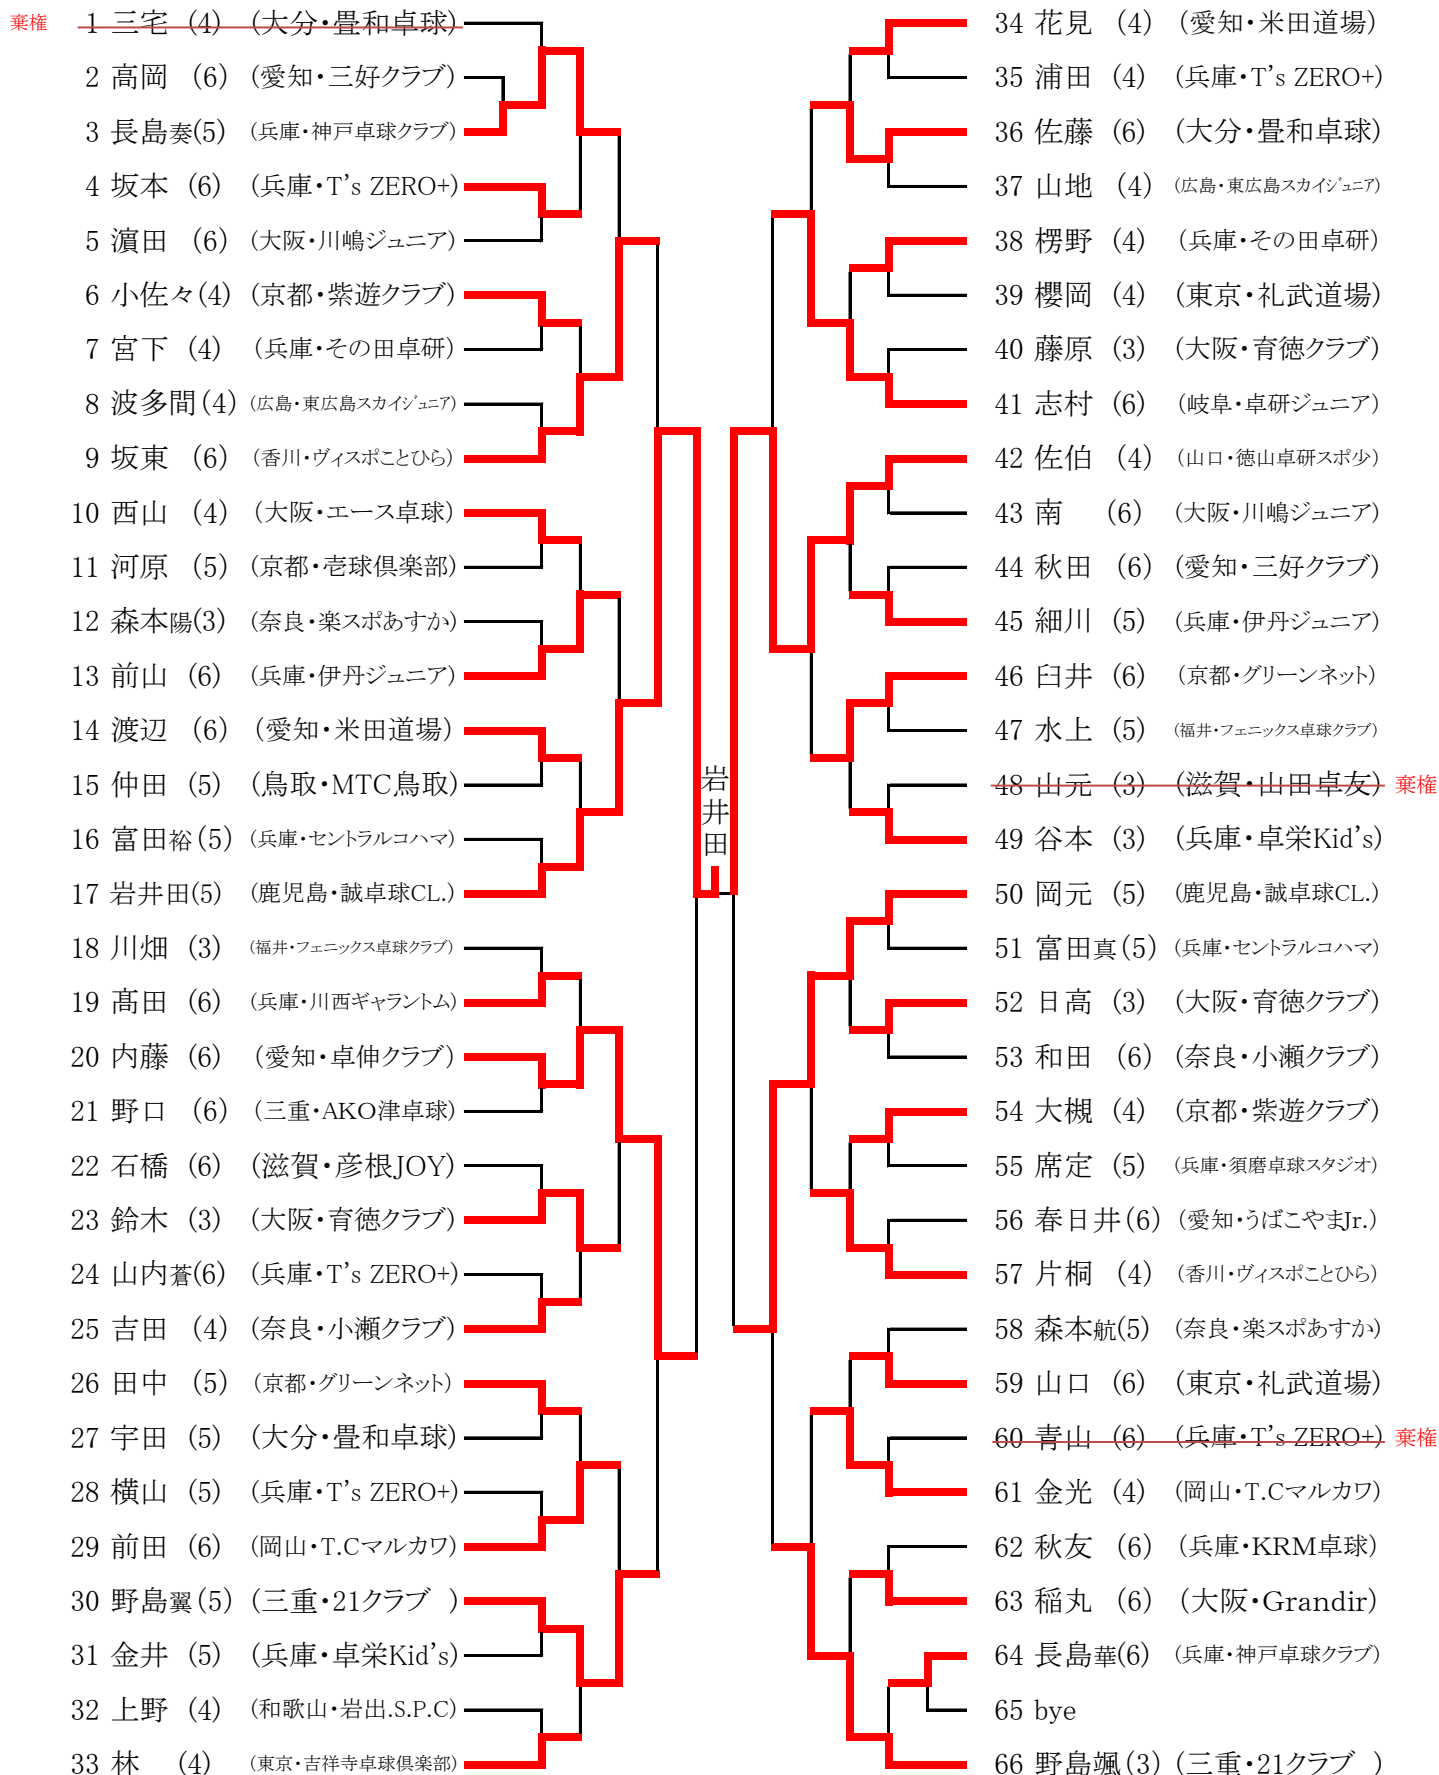 棄権 1 三宅 (4) (大分・畳和卓球)
2 高岡 (6) (愛知・三好クラブ)
3 長島奏(5) (兵庫・神戸卓球クラブ)
4 坂本 (6) (兵庫・T's ZERO+)
5 濵田 (6) (大阪・川嶋ジュニア)
6 小佐々(4) (京都・紫遊クラブ)
7 宮下 (4) (兵庫・その田卓研)
8 波多間(4) (広島・東広島スカイジュニア)
9 坂東 (6) (香川・ヴィスポことひら)
10 西山 (4) (大阪・エース卓球)
11 河原 (5) (京都・壱球倶楽部)
12 森本陽(3) (奈良・楽スポあすか)
13 前山 (6) (兵庫・伊丹ジュニア)
14 渡辺 (6) (愛知・米田道場)
15 仲田 (5) (鳥取・MTC鳥取)
16 富田裕(5) (兵庫・セントラルコハマ)
17 岩井田(5) (鹿児島・誠卓球CL.)
18 川畑 (3) (福井・フェニックス卓球クラブ)
19 髙田 (6) (兵庫・川西ギャラントム)
20 内藤 (6) (愛知・卓伸クラブ)
21 野口 (6) (三重・AKO津卓球)
22 石橋 (6) (滋賀・彦根JOY)
23 鈴木 (3) (大阪・育徳クラブ)
24 山内蒼(6) (兵庫・T's ZERO+)
25 吉田 (4) (奈良・小瀬クラブ)
26 田中 (5) (京都・グリーンネット)
27 宇田 (5) (大分・畳和卓球)
28 横山 (5) (兵庫・T's ZERO+)
29 前田 (6) (岡山・T.Cマルカワ)
30 野島翼(5) (三重・21クラブ )
31 金井 (5) (兵庫・卓栄Kid's)
32 上野 (4) (和歌山・岩出.S.P.C)
33 林 (4) (東京・吉祥寺卓球倶楽部)
岩井田
34 花見 (4) (愛知・米田道場)
35 浦田 (4) (兵庫・T's ZERO+)
36 佐藤 (6) (大分・畳和卓球)
37 山地 (4) (広島・東広島スカイジュニア)
38 楞野 (4) (兵庫・その田卓研)
39 櫻岡 (4) (東京・礼武道場)
40 藤原 (3) (大阪・育徳クラブ)
41 志村 (6) (岐阜・卓研ジュニア)
42 佐伯 (4) (山口・徳山卓研スポ少)
43 南 (6) (大阪・川嶋ジュニア)
44 秋田 (6) (愛知・三好クラブ)
45 細川 (5) (兵庫・伊丹ジュニア)
46 臼井 (6) (京都・グリーンネット)
47 水上 (5) (福井・フェニックス卓球クラブ)
48 山元 (3) (滋賀・山田卓友) 棄権
49 谷本 (3) (兵庫・卓栄Kid's)
50 岡元 (5) (鹿児島・誠卓球CL.)
51 富田真(5) (兵庫・セントラルコハマ)
52 日高 (3) (大阪・育徳クラブ)
53 和田 (6) (奈良・小瀬クラブ)
54 大槻 (4) (京都・紫遊クラブ)
55 席定 (5) (兵庫・須磨卓球スタジオ)
56 春日井(6) (愛知・うばこやまJr.)
57 片桐 (4) (香川・ヴィスポことひら)
58 森本航(5) (奈良・楽スポあすか)
59 山口 (6) (東京・礼武道場)
60 青山 (6) (兵庫・T's ZERO+) 棄権
61 金光 (4) (岡山・T.Cマルカワ)
62 秋友 (6) (兵庫・KRM卓球)
63 稲丸 (6) (大阪・Grandir)
64 長島華(6) (兵庫・神戸卓球クラブ)
65 bye
66 野島颯(3) (三重・21クラブ )